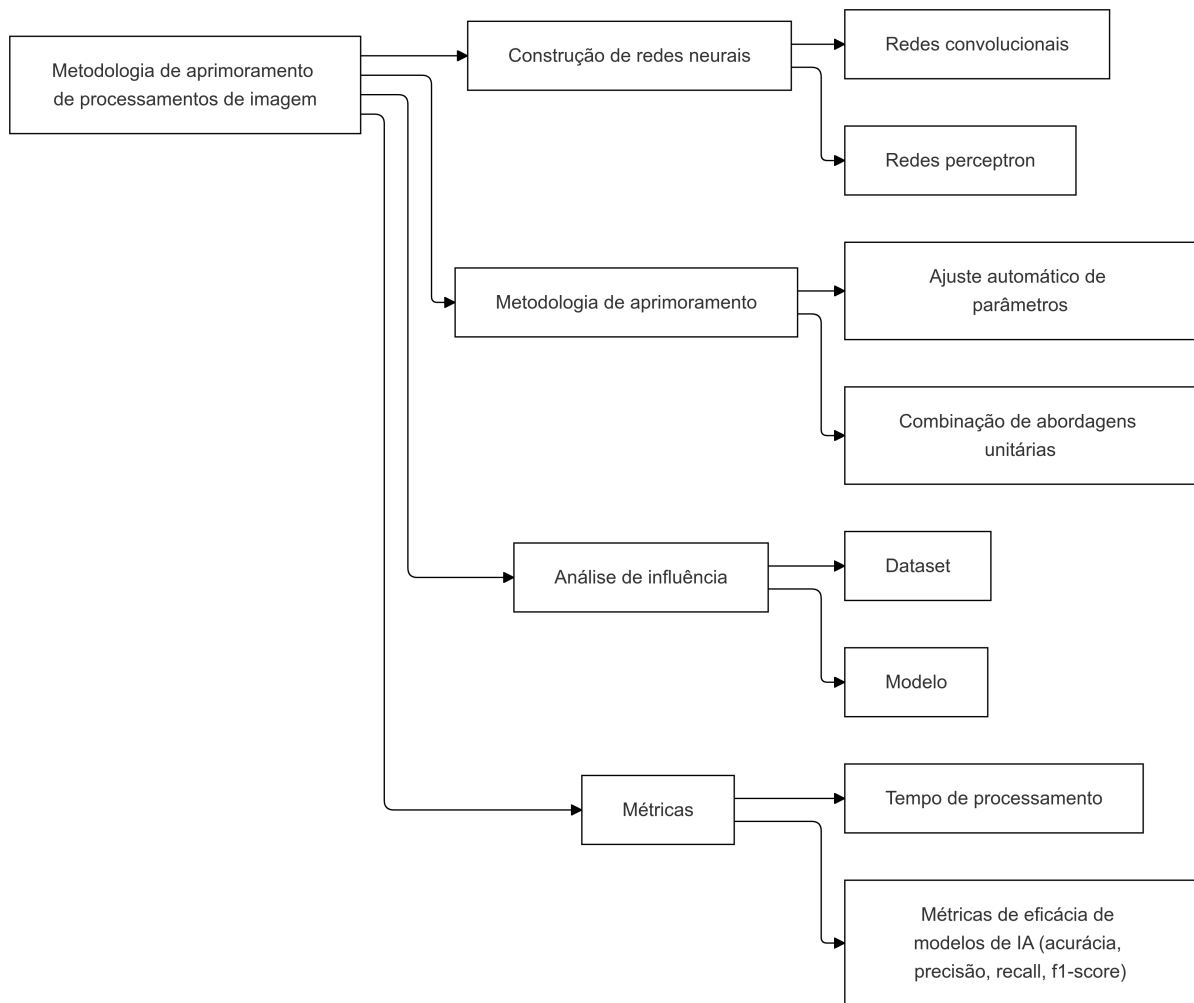 Metodologia de aprimoramento
de processamentos de imagem
Construção de redes neurais
Redes convolucionais
Redes perceptron
Metodologia de aprimoramento
Ajuste automático de
parâmetros
Combinação de abordagens
unitárias
Análise de influência
Dataset
Modelo
Métricas
Tempo de processamento
Métricas de eficácia de
modelos de IA (acurácia,
precisão, recall, f1-score)